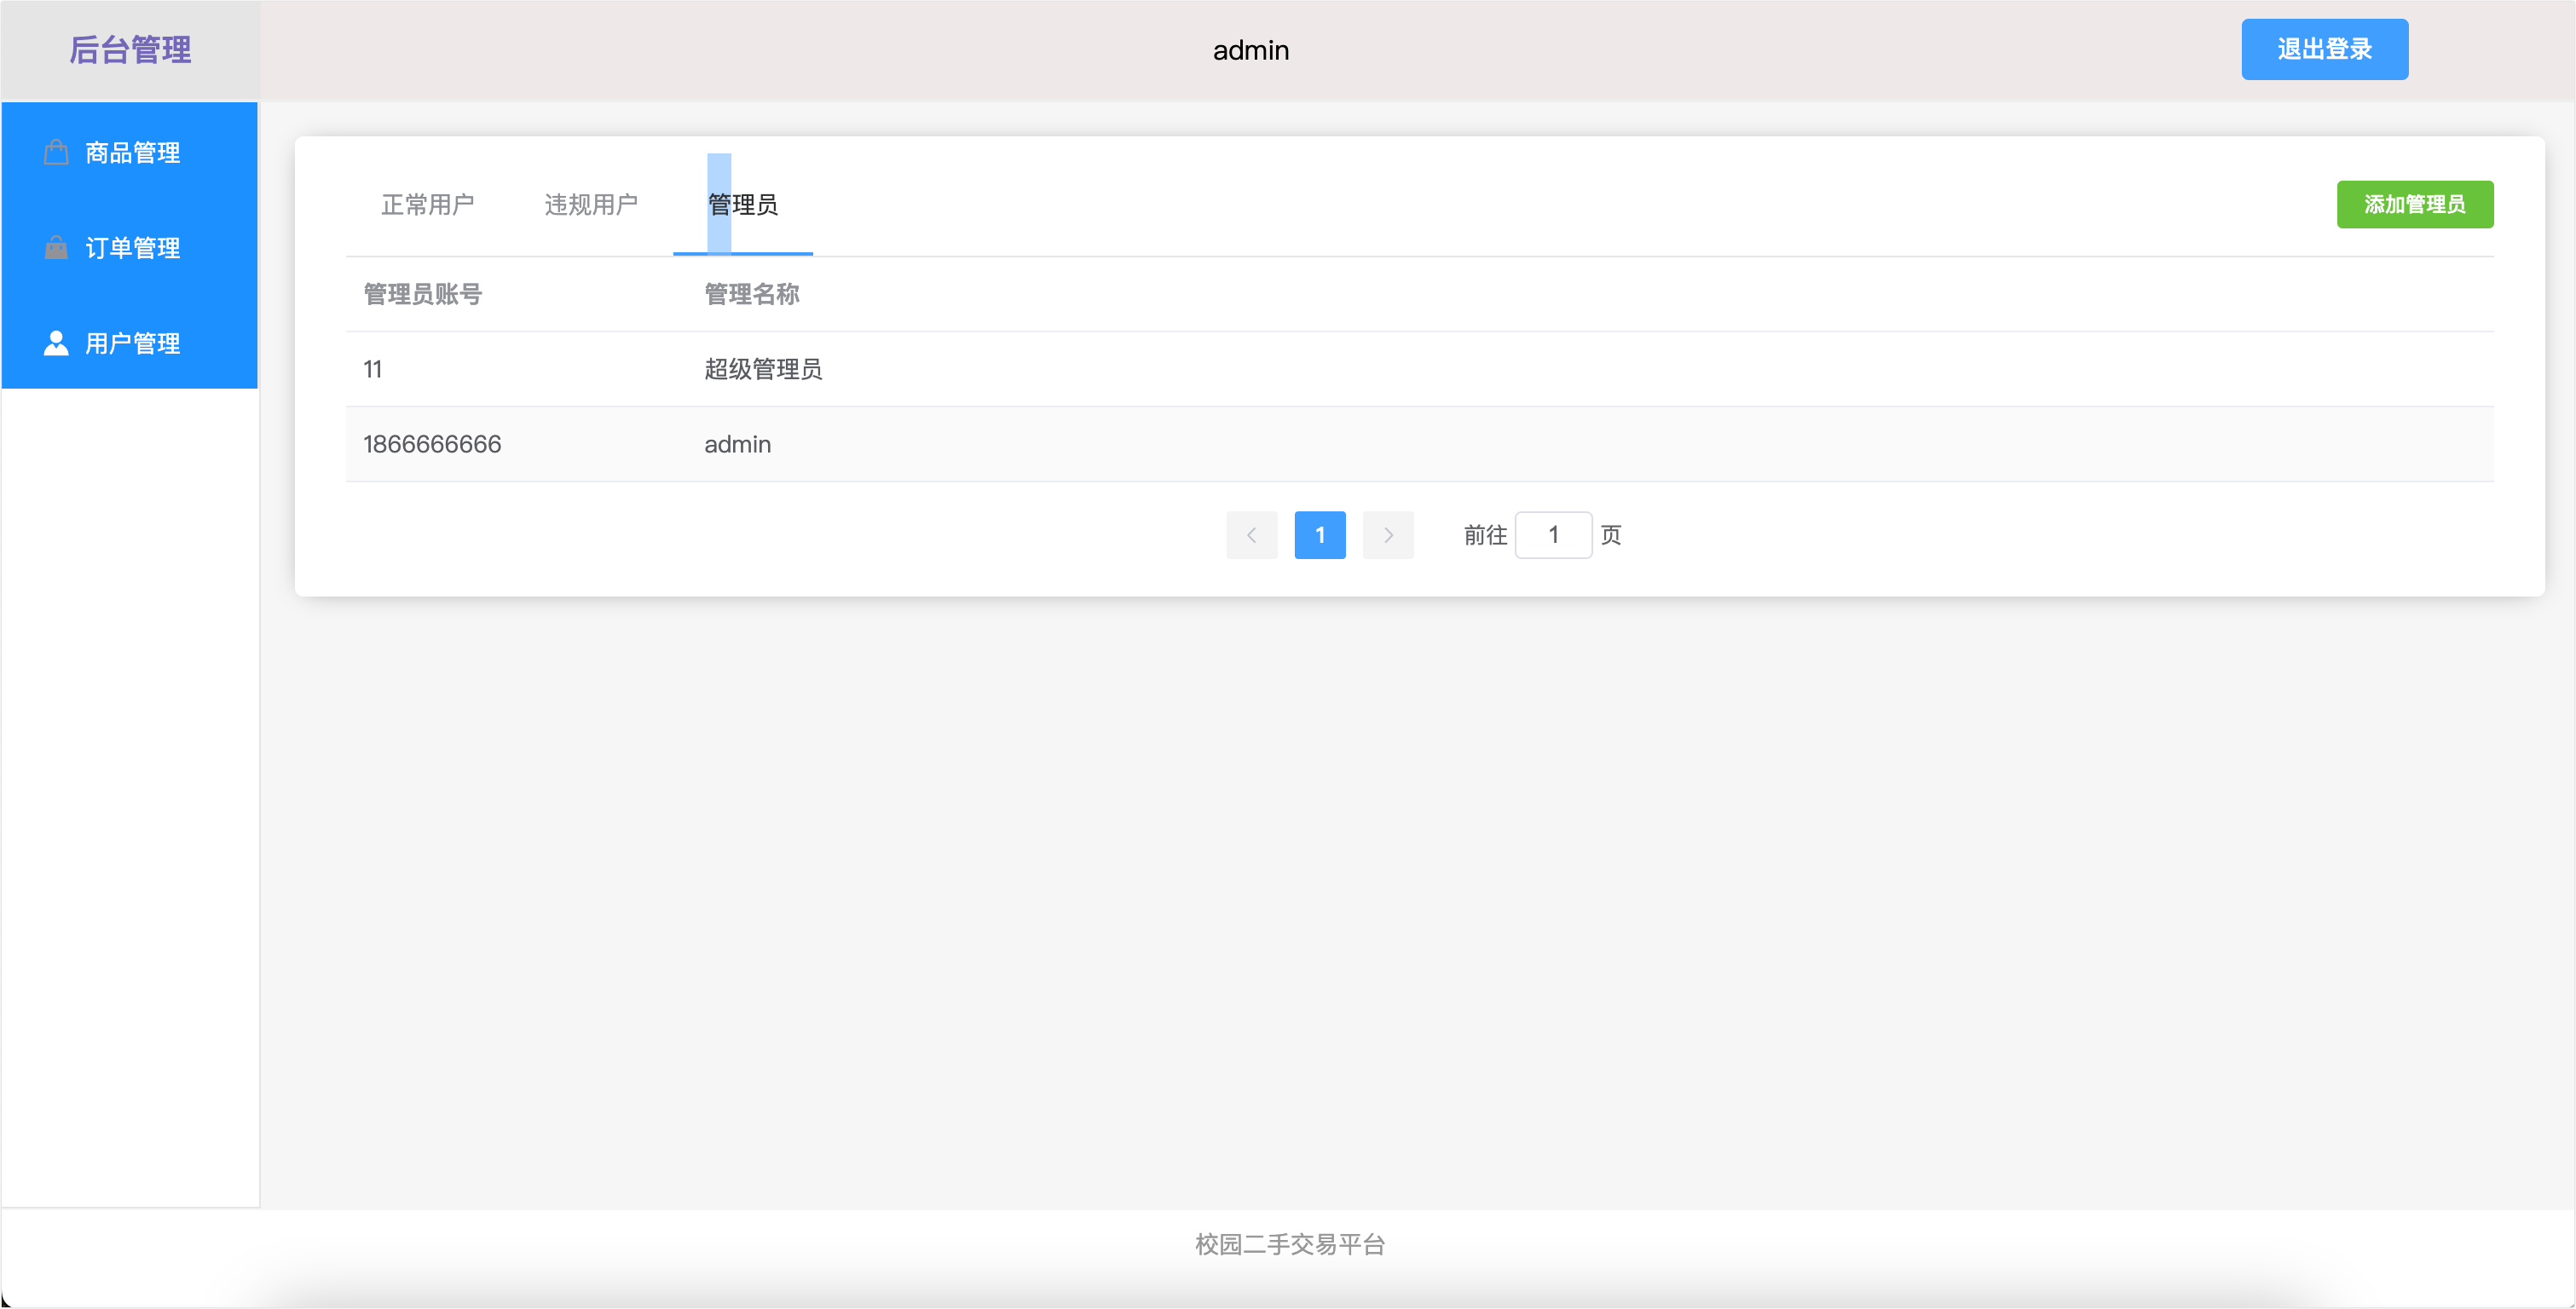 后台管理
admin
退出登录
商品管理
订单管理
用户管理
正常用户 违规用户 管理员
添加管理员
管理员账号 管理名称
11 超级管理员
1866666666 admin
1 前往 1 页
校园二手交易平台